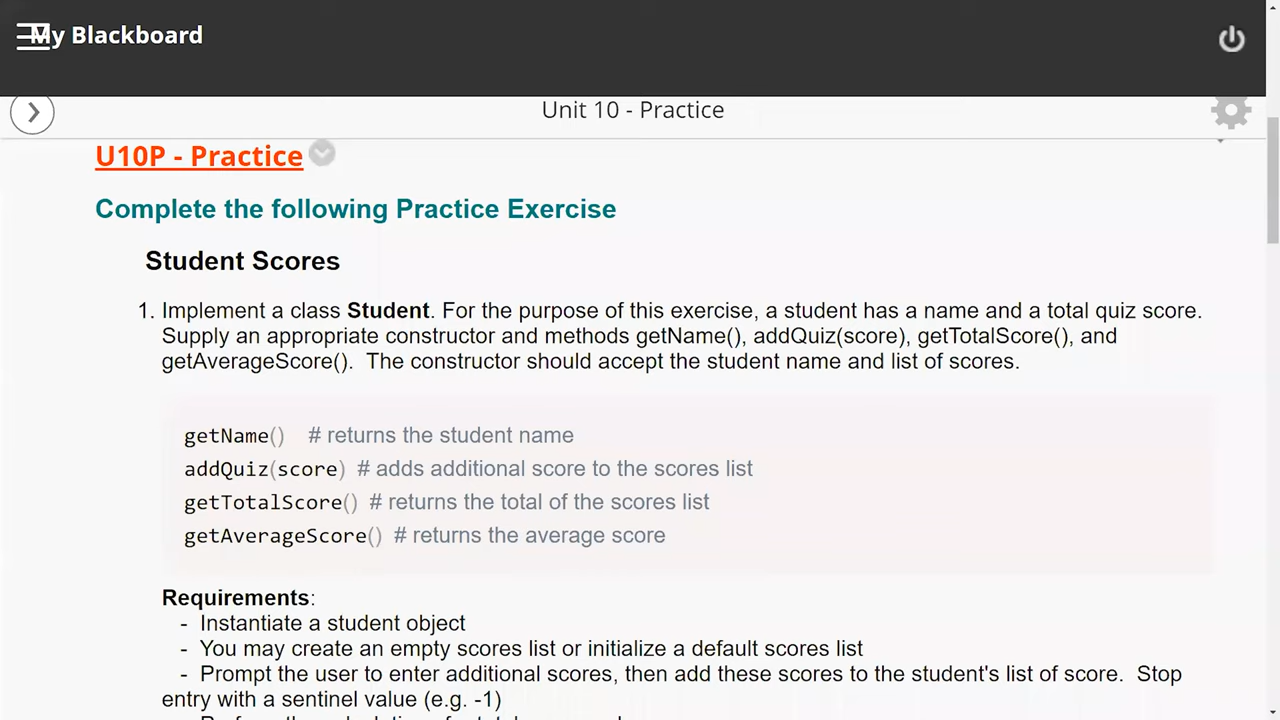 My Blackboard
Unit 10 - Practice
U10P - Practice
Complete the following Practice Exercise
Student Scores
1. Implement a class Student. For the purpose of this exercise, a student has a name and a total quiz score.
Supply an appropriate constructor and methods getName(), addQuiz(score), getTotalScore(), and
getAverageScore(). The constructor should accept the student name and list of scores.
getName() # returns the student name
addQuiz(score) # adds additional score to the scores list
getTotalScore() # returns the total of the scores list
getAverageScore() # returns the average score
Requirements:
- Instantiate a student object
- You may create an empty scores list or initialize a default scores list
- Prompt the user to enter additional scores, then add these scores to the student's list of score. Stop
entry with a sentinel value (e.g. -1)